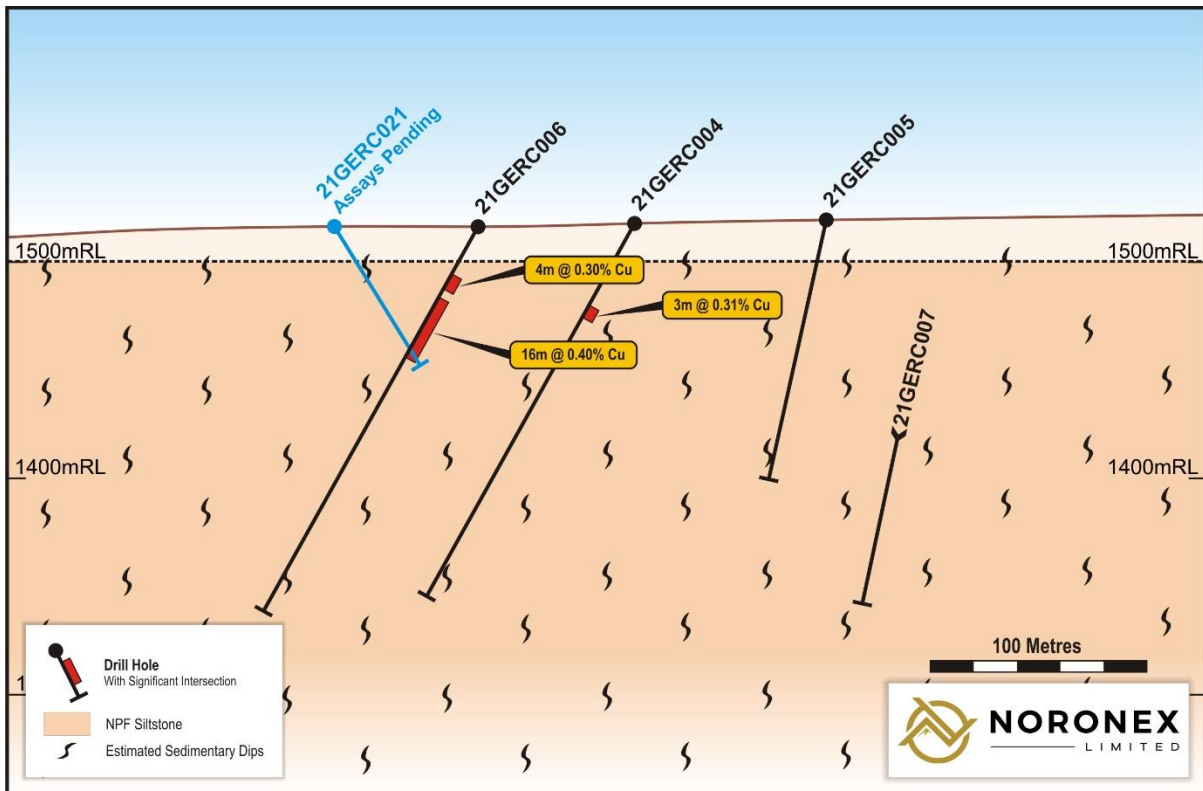 21GERC021
Assays Pending
21GERC006
21GERC004
21GERC005
1500mRL
1500mRL
4m @ 0.30% Cu
3m @ 0.31% Cu
16m @ 0.40% Cu
21GERC007
1400mRL
1400mRL
Drill Hole
With Significant Intersection
NPF Siltstone
Estimated Sedimentary Dips
100 Metres
NORONEX
LIMITED